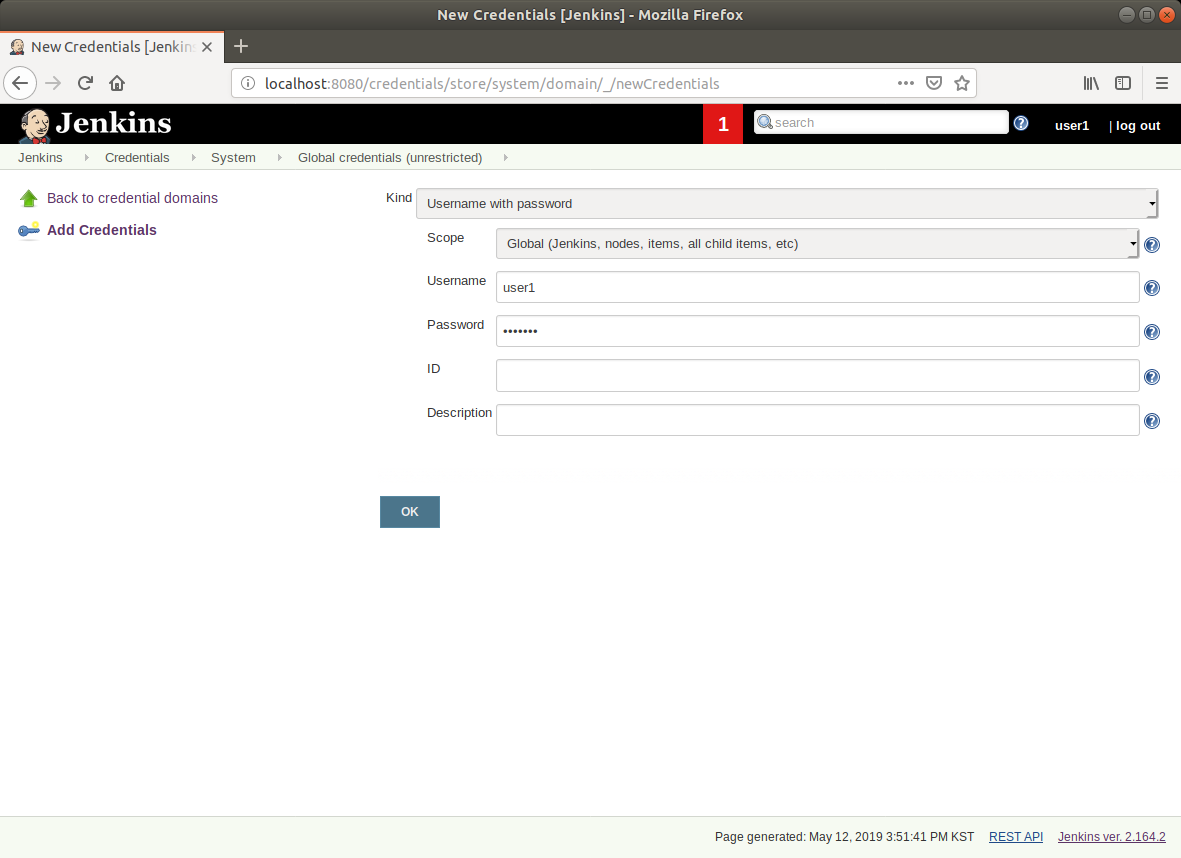 New Credentials [Jenkins] - Mozilla Firefox
New Credentials [Jenkins
localhost:8080/credentials/store/system/domain/_/newCredentials
Jenkins 1 search user1 | log out
Jenkins Credentials System Global credentials (unrestricted)
Back to credential domains
Add Credentials
Kind Username with password
Scope Global (Jenkins, nodes, items, all child items, etc)
Username user1
Password •••••••
ID
Description
OK
Page generated: May 12, 2019 3:51:41 PM KST REST API Jenkins ver. 2.164.2